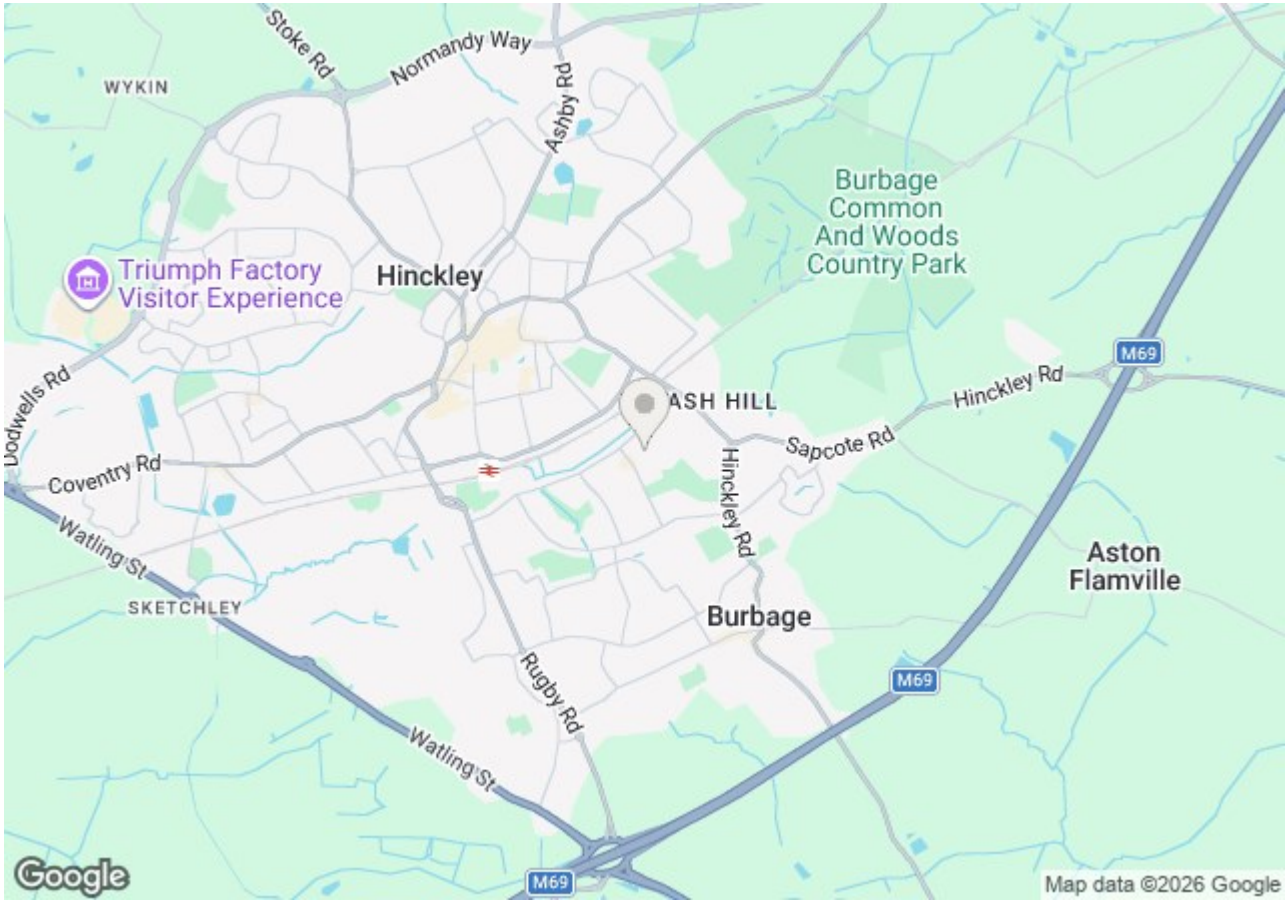 Stoke Rd
Normandy Way
WYKIN
Ashby Rd
Burbage
Common
And Woods
Country Park
Hinckley
Triumph Factory
Visitor Experience
M69
Dodwells Rd
Hinckley Rd
ASH HILL
Sapcote Rd
Coventry Rd
Hinckley Rd
Watling St
Aston
Flamville
SKETCHLEY
Burbage
M69
Rugby Rd
Watling St
Google
M69
Map data ©2026 Google